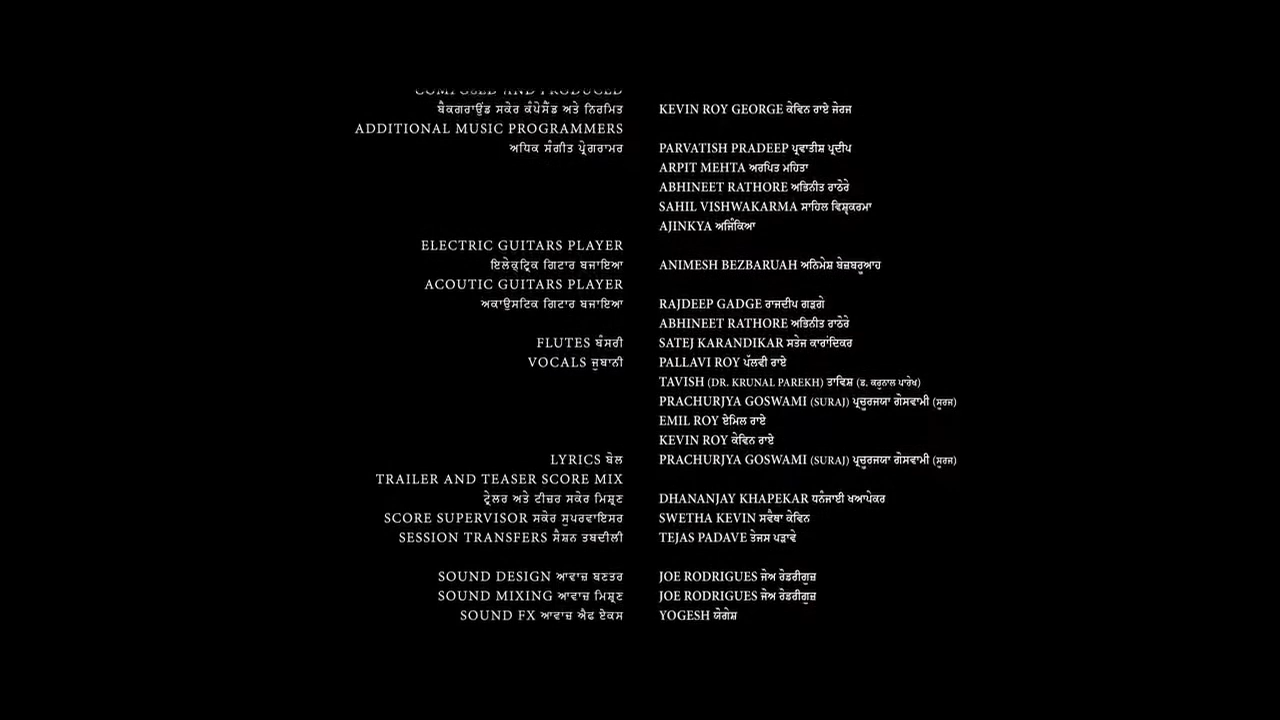 COMPOSED AND PRODUCED
ਬੈਕਗਰਾਉਂਡ ਸਕੋਰ ਕੰਪੋਸੈਂਡ ਅਤੇ ਨਿਰਮਿਤ KEVIN ROY GEORGE ਕੇਵਿਨ ਰਾਏ ਜੋਰਜ
ADDITIONAL MUSIC PROGRAMMERS
ਅਧਿਕ ਸੰਗੀਤ ਪ੍ਰੋਗਰਾਮਰ PARVATISH PRADEEP ਪ੍ਰਵਾਤੀਸ਼ ਪ੍ਰਦੀਪ
ARPIT MEHTA ਅਰਪਿਤ ਮਹਿਤਾ
ABHINEET RATHORE ਅਭਿਨੀਤ ਰਾਠੋਰੇ
SAHIL VISHWAKARMA ਸਾਹਿਲ ਵਿਸ਼੍ਵਕਰਮਾ
AJINKYA ਅਜਿੰਕਿਆ
ELECTRIC GUITARS PLAYER
ਇਲੇਕ੍ਟ੍ਰਿਕ ਗਿਟਾਰ ਬਜਾਇਆ ANIMESH BEZBARUAH ਅਨਿਮੇਸ਼ ਬੇਜ਼ਬਰੂਆਹ
ACOUTIC GUITARS PLAYER
ਅਕਾਉਸਟਿਕ ਗਿਟਾਰ ਬਜਾਇਆ RAJDEEP GADGE ਰਾਜਦੀਪ ਗੜਗੇ
ABHINEET RATHORE ਅਭਿਨੀਤ ਰਾਠੋਰੇ
FLUTES ਬੰਸਰੀ SATEJ KARANDIKAR ਸਤੇਜ ਕਾਰਾਂਦਿਕਰ
VOCALS ਜ਼ੁਬਾਨੀ PALLAVI ROY ਪੱਲਵੀ ਰਾਏ
TAVISH (DR. KRUNAL PAREKH) ਤਾਵਿਸ਼ (ਡ. ਕਰੁਨਾਲ ਪਾਰੇਖ)
PRACHURJYA GOSWAMI (SURAJ) ਪ੍ਰਚੁਰਜਯਾ ਗੋਸਵਾਮੀ (ਸੂਰਜ)
EMIL ROY ਏਮਿਲ ਰਾਏ
KEVIN ROY ਕੇਵਿਨ ਰਾਏ
LYRICS ਬੋਲ PRACHURJYA GOSWAMI (SURAJ) ਪ੍ਰਚੁਰਜਯਾ ਗੋਸਵਾਮੀ (ਸੂਰਜ)
TRAILER AND TEASER SCORE MIX
ਟ੍ਰੇਲਰ ਅਤੇ ਟੀਜ਼ਰ ਸਕੋਰ ਮਿਸ਼੍ਰਣ DHANANJAY KHAPEKAR ਧਨੰਜਾਈ ਖਆਪੇਕਰ
SCORE SUPERVISOR ਸਕੋਰ ਸੁਪਰਵਾਇਸਰ SWETHA KEVIN ਸਵੈਥਾ ਕੇਵਿਨ
SESSION TRANSFERS ਸੈਸ਼ਨ ਤਬਦੀਲੀ TEJAS PADAVE ਤੇਜਸ ਪੜਾਵੇ
SOUND DESIGN ਆਵਾਜ਼ ਬਣਤਰ JOE RODRIGUES ਜੋਅ ਰੋਡਰੀਗੁਜ਼
SOUND MIXING ਆਵਾਜ਼ ਮਿਸ਼੍ਰਣ JOE RODRIGUES ਜੋਅ ਰੋਡਰੀਗੁਜ਼
SOUND FX ਆਵਾਜ਼ ਐਫ ਏਕਸ YOGESH ਯੋਗੇਸ਼